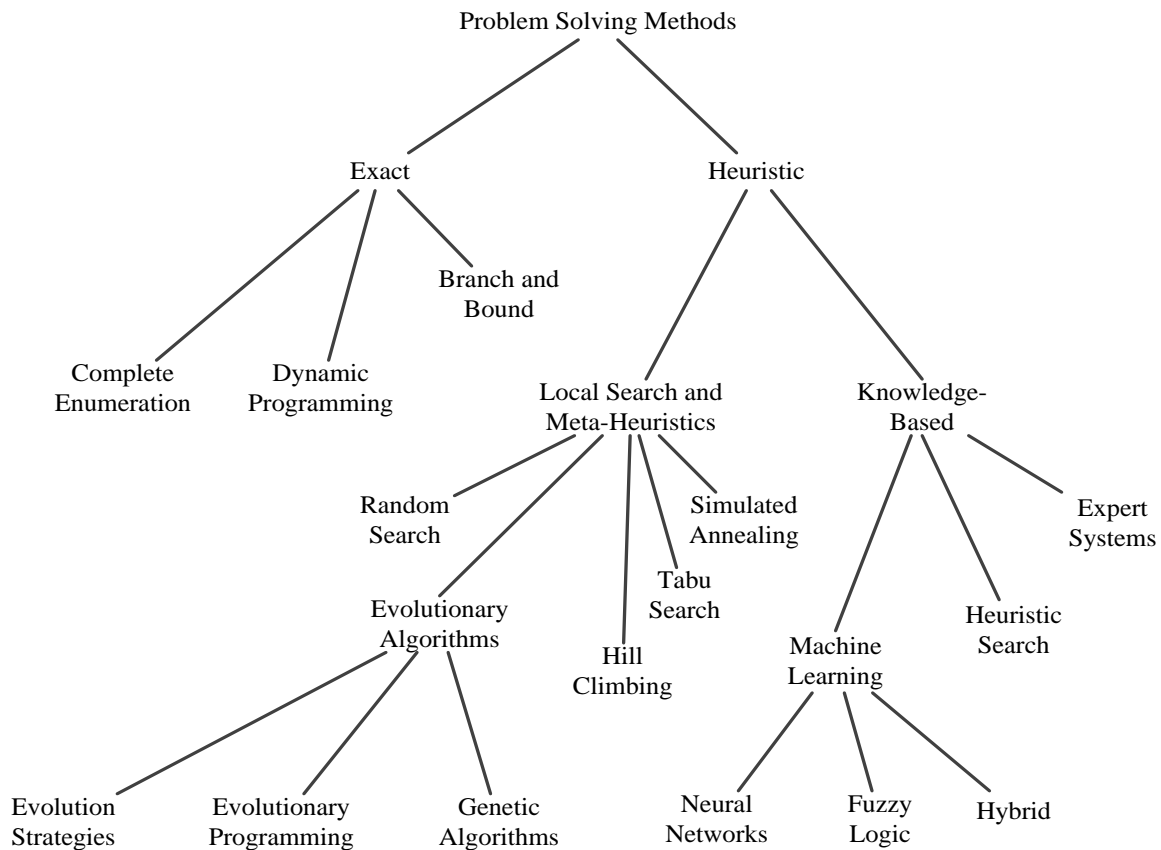 Problem Solving Methods
Exact
Heuristic
Branch and
Bound
Complete
Enumeration
Dynamic
Programming
Local Search and
Meta-Heuristics
Knowledge-
Based
Random
Search
Simulated
Annealing
Expert
Systems
Tabu
Search
Evolutionary
Algorithms
Heuristic
Search
Hill
Climbing
Machine
Learning
Evolution
Strategies
Evolutionary
Programming
Genetic
Algorithms
Neural
Networks
Fuzzy
Logic
Hybrid